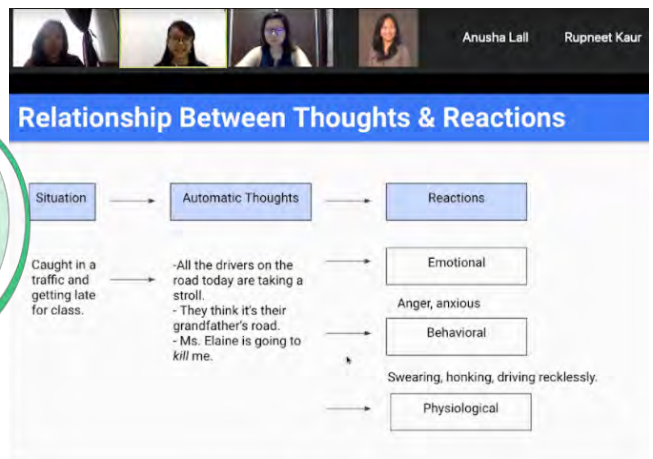 Anusha Lall Rupneet Kaur
Relationship Between Thoughts & Reactions
Situation Automatic Thoughts Reactions
Caught in a
traffic and
getting late
for class.
-All the drivers on the
road today are taking a
stroll.
- They think it's their
grandfather's road.
- Ms. Elaine is going to
kill me.
Emotional
Anger, anxious
Behavioral
Swearing, honking, driving recklessly.
Physiological